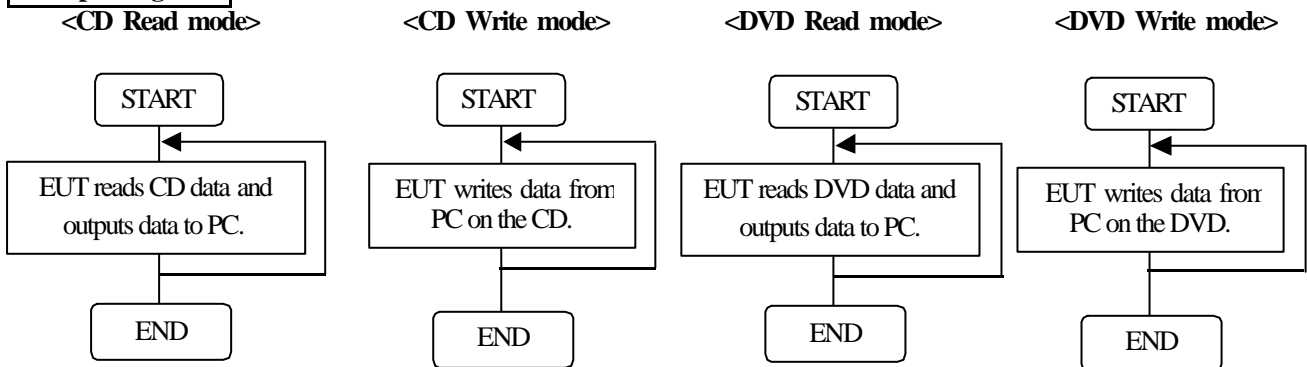 <CD Read mode>
START
EUT reads CD data and
outputs data to PC.
END
<CD Write mode>
START
EUT writes data from
PC on the CD.
END
<DVD Read mode>
START
EUT reads DVD data and
outputs data to PC.
END
<DVD Write mode>
START
EUT writes data from
PC on the DVD.
END